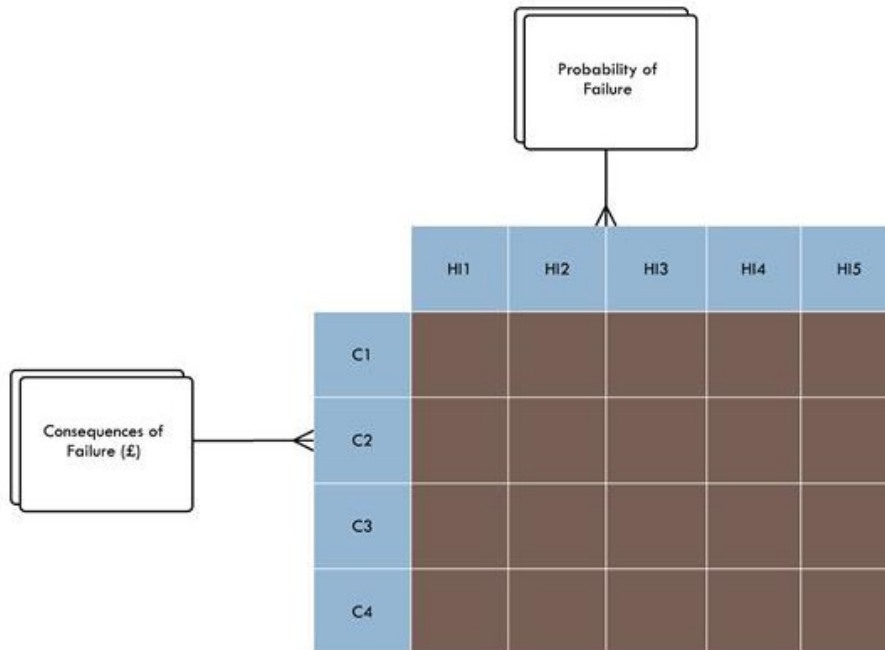 Probability of
Failure
HI1 HI2 HI3 HI4 HI5
C1
Consequences of
Failure (£)
C2
C3
C4